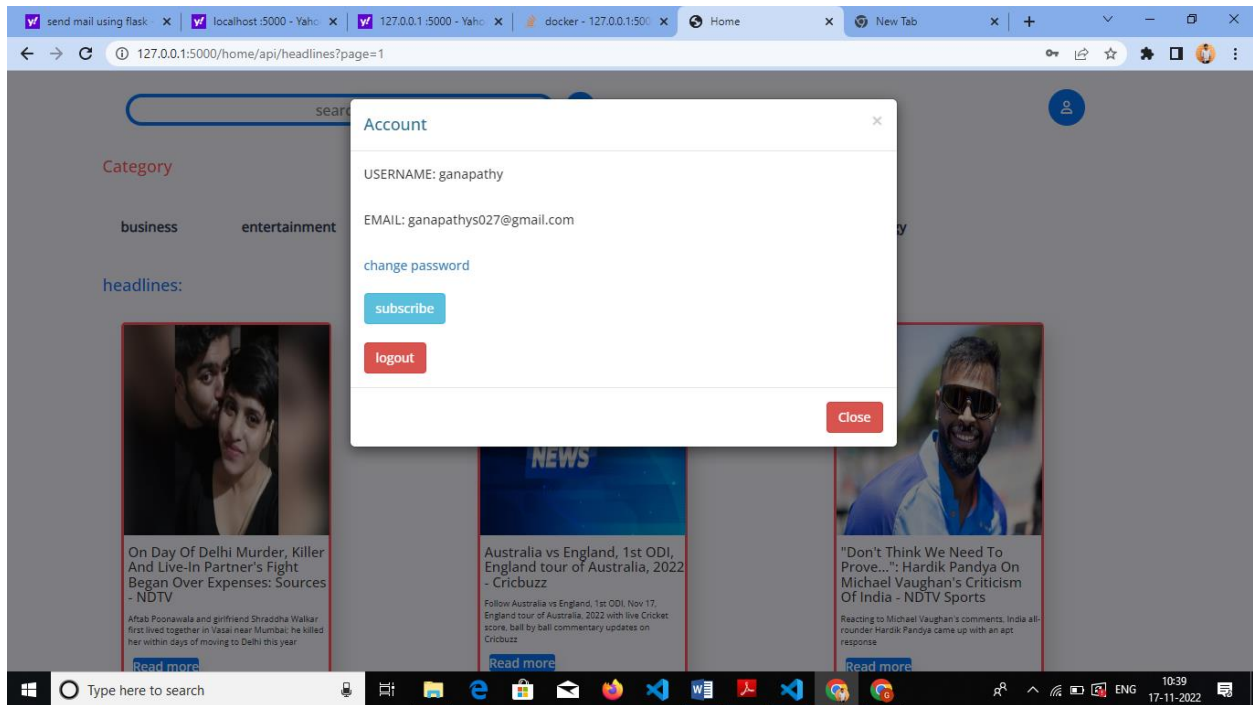 send mail using flask
localhost :5000 - Yaho
127.0.0.1 :5000 - Yaho
docker - 127.0.0.1:500
Home
New Tab
127.0.0.1:5000/home/api/headlines?page=1
searc
Account
×
Category
USERNAME: ganapathy
business
entertainment
EMAIL: ganapathys027@gmail.com
gy
change password
headlines:
subscribe
logout
Close
NEWS
On Day Of Delhi Murder, Killer
And Live-In Partner's Fight
Began Over Expenses: Sources
- NDTV
Aftab Poonawala and girlfriend Shraddha Walkar
first lived together in Vasai near Mumbai; he killed
her within days of moving to Delhi this year
Read more
Australia vs England, 1st ODI,
England tour of Australia, 2022
- Cricbuzz
Follow Australia vs England, 1st ODI, Nov 17,
England tour of Australia, 2022 with live Cricket
score, ball by ball commentary updates on
Cricbuzz
Read more
"Don't Think We Need To
Prove...": Hardik Pandya On
Michael Vaughan's Criticism
Of India - NDTV Sports
Reacting to Michael Vaughan's comments, India all-
rounder Hardik Pandya came up with an apt
response
Read more
Type here to search
ENG
10:39
17-11-2022